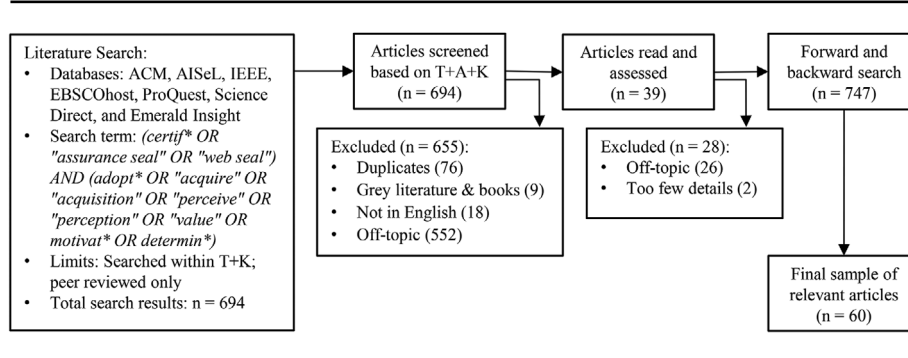 Literature Search:
• Databases: ACM, AISeL, IEEE,
EBSCOhost, ProQuest, Science
Direct, and Emerald Insight
• Search term: (certif* OR
"assurance seal" OR "web seal")
AND (adopt* OR "acquire" OR
"acquisition" OR "perceive" OR
"perception" OR "value" OR
motivat* OR determin*)
• Limits: Searched within T+K;
peer reviewed only
• Total search results: n = 694
Articles screened
based on T+A+K
(n = 694)
Excluded (n = 655):
• Duplicates (76)
• Grey literature & books (9)
• Not in English (18)
• Off-topic (552)
Articles read and
assessed
(n = 39)
Excluded (n = 28):
• Off-topic (26)
• Too few details (2)
Forward and
backward search
(n = 747)
Final sample of
relevant articles
(n = 60)